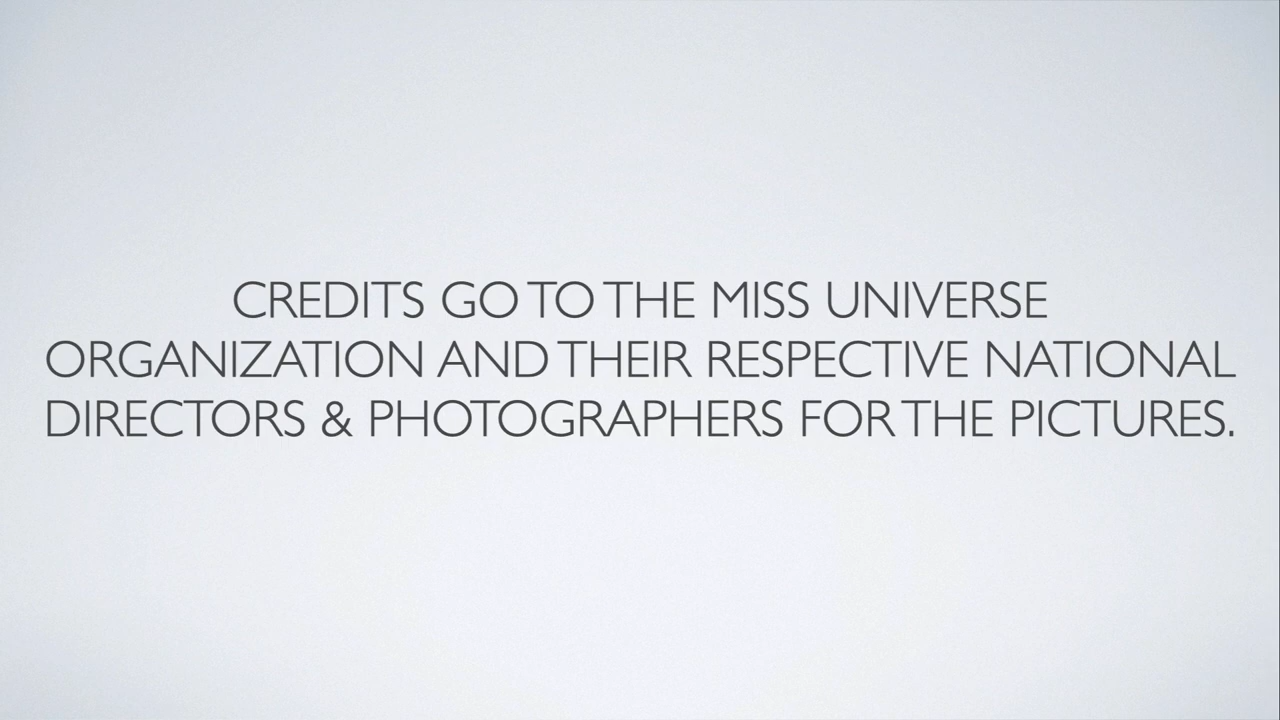 CREDITS GO TO THE MISS UNIVERSE
ORGANIZATION AND THEIR RESPECTIVE NATIONAL
DIRECTORS & PHOTOGRAPHERS FOR THE PICTURES.